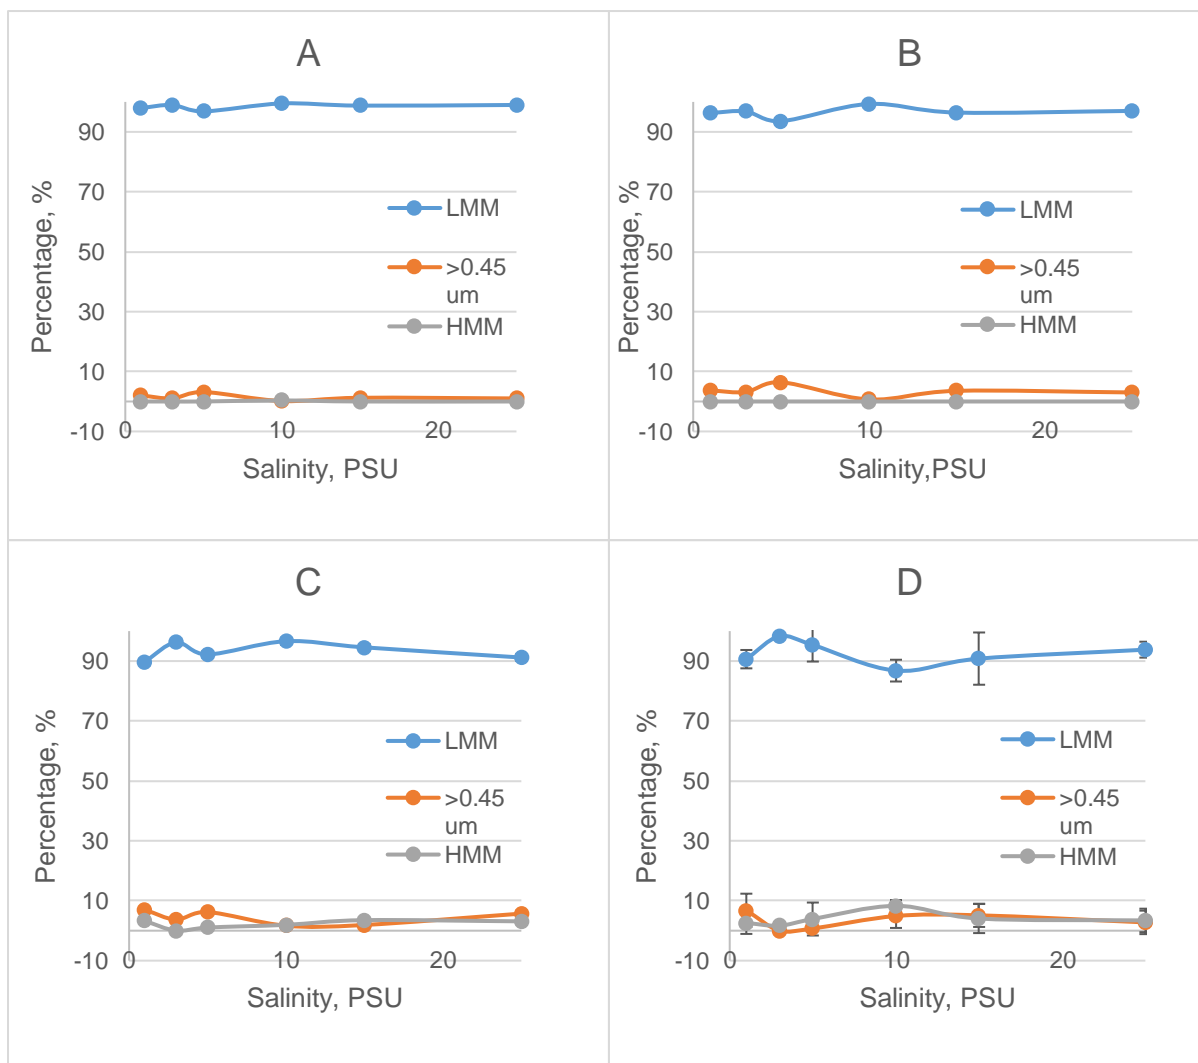 A
Percentage, %
90
70
50
30
10
-10
0
10
20
LMM
>0.45
um
HMM
Salinity, PSU
B
Percentage, %
90
70
50
30
10
-10
0
10
20
LMM
>0.45
um
HMM
Salinity,PSU
C
Percentage, %
90
70
50
30
10
-10
0
10
20
LMM
>0.45
um
HMM
Salinity, PSU
D
Percentage, %
90
70
50
30
10
-10
0
10
20
LMM
>0.45
um
HMM
Salinity, PSU